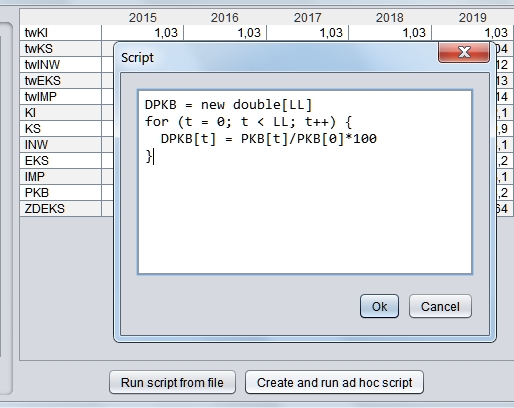 2015 2016 2017 2018 2019
twKI 1,03 1,03 1,03 1,03 1,03
twKS
twINW
twEKS
twIMP
KI
KS
INW
EKS
IMP
PKB
ZDEKS
04
12
13
14
,1
,9
,1
,2
,1
,2
64
Script
DPKB = new double[LL]
for (t = 0; t < LL; t++) {
DPKB[t] = PKB[t]/PKB[0]*100
}
Ok Cancel
Run script from file Create and run ad hoc script